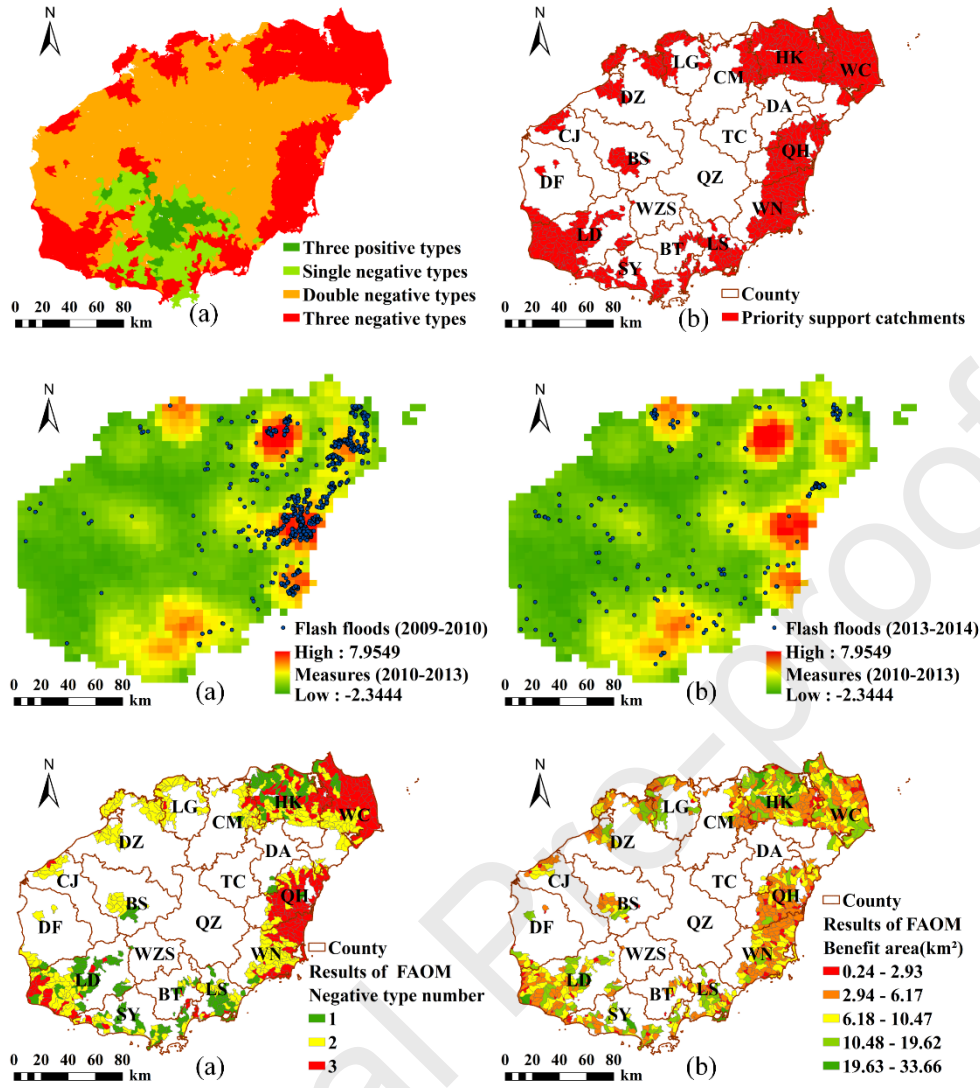 N
Three positive types
Single negative types
Double negative types
Three negative types
0 20 40 60 80
km
(a)
N
LG
CM
HK
WC
DZ
DA
CJ
TC
QH
BS
DF
QZ
WZS
WN
LD
BT
LS
SY
County
Priority support catchments
0 20 40 60 80
km
(b)
N
Flash floods (2009-2010)
High : 7.9549
Measures (2010-2013)
Low : -2.3444
0 20 40 60 80
km
(a)
N
Flash floods (2013-2014)
High : 7.9549
Measures (2010-2013)
Low : -2.3444
0 20 40 60 80
km
(b)
N
LG
CM
HK
WC
DZ
DA
CJ
TC
QH
BS
DF
QZ
WZS
WN
LD
BT
LS
SY
County
Results of FAOM
Negative type number
1
2
3
0 20 40 60 80
km
(a)
N
LG
CM
HK
WC
DZ
DA
CJ
TC
QH
BS
DF
QZ
WZS
WN
LD
BT
LS
SY
County
Results of FAOM
Benefit area(km²)
0.24 - 2.93
2.94 - 6.17
6.18 - 10.47
10.48 - 19.62
19.63 - 33.66
0 20 40 60 80
km
(b)
al Pre-proof